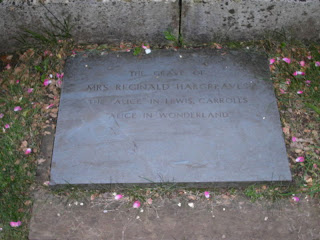 THE GRAVE OF
MRS. REGINALD HARGREAVES
THE ALICE IN LEWIS CARROLL'S
"ALICE IN WONDERLAND"